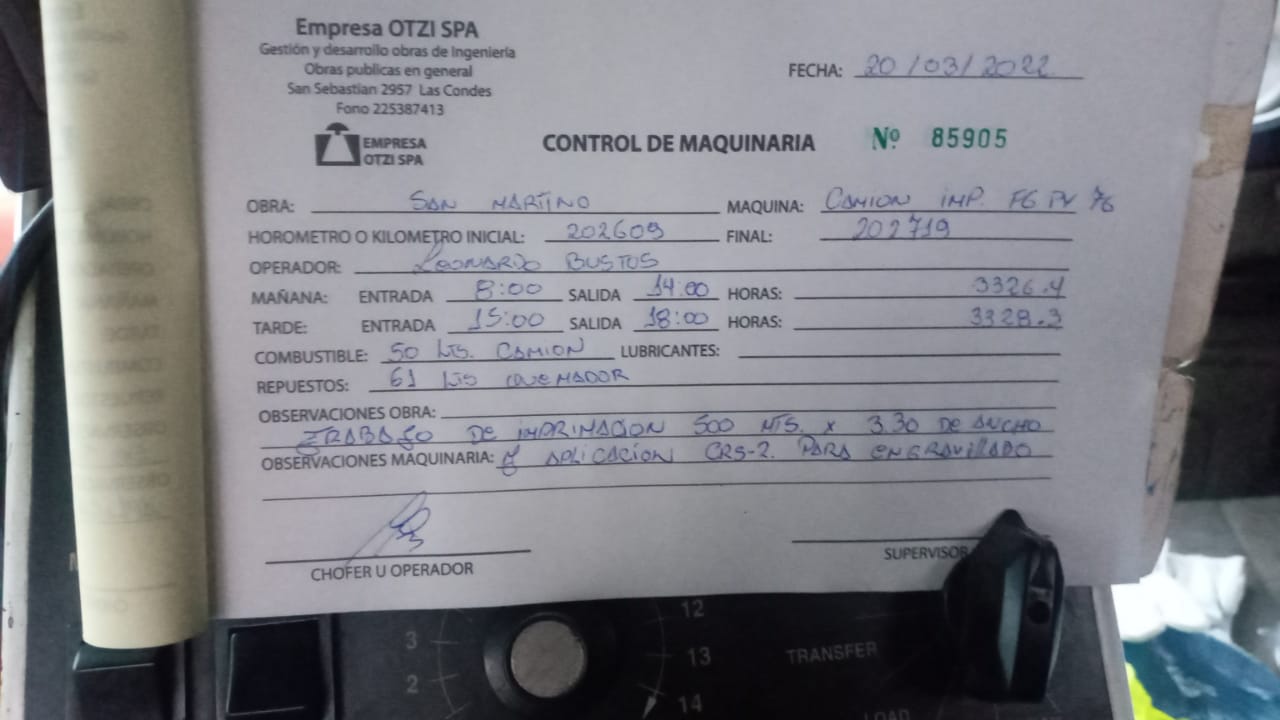 Empresa OTZI SPA
Gestión y desarrollo obras de Ingeniería
Obras publicas en general
San Sebastian 2957 Las Condes
Fono 225387413
EMPRESA
OTZI SPA
FECHA: 20/03/2022
CONTROL DE MAQUINARIA Nº 85905
OBRA: SAN MARTINO MAQUINA: CAMION IMP. FGPV 76
HOROMETRO O KILOMETRO INICIAL: 202609 FINAL: 202719
OPERADOR: LEONARDO BUSTOS
MAÑANA: ENTRADA 8:00 SALIDA 14:00 HORAS: 3326.4
TARDE: ENTRADA 15:00 SALIDA 18:00 HORAS: 3328.3
COMBUSTIBLE: 50 LTS. CAMION LUBRICANTES:
REPUESTOS: 61 LTS QUEMADOR
OBSERVACIONES OBRA:
TRABAJO DE IMPRIMACION 500 MTS. x 3.30 DE ANCHO
OBSERVACIONES MAQUINARIA: Y APLICACION CRS-2. PARA ENGRAVILLADO
CHOFER U OPERADOR
SUPERVISOR
3
2
12
13
14
TRANSFER
LOAD